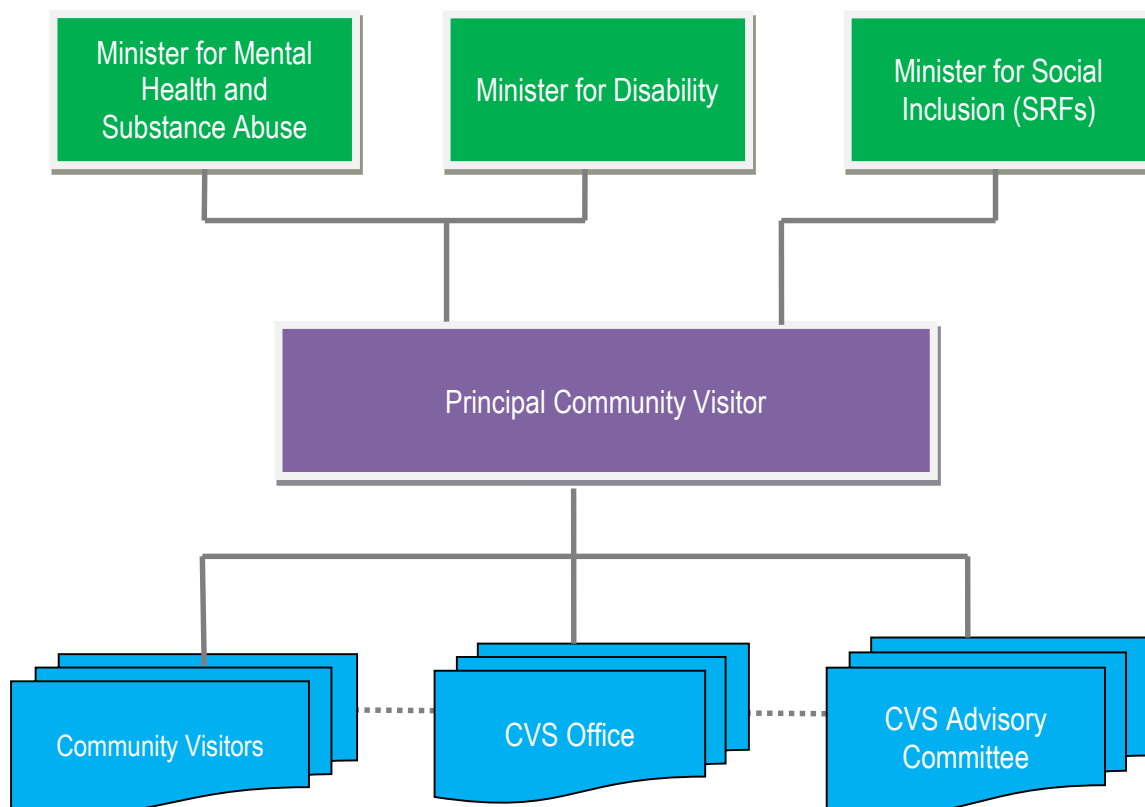 Minister for Mental
Health and
Substance Abuse
Minister for Disability
Minister for Social
Inclusion (SRFs)
Principal Community Visitor
Community Visitors
CVS Office
CVS Advisory
Committee